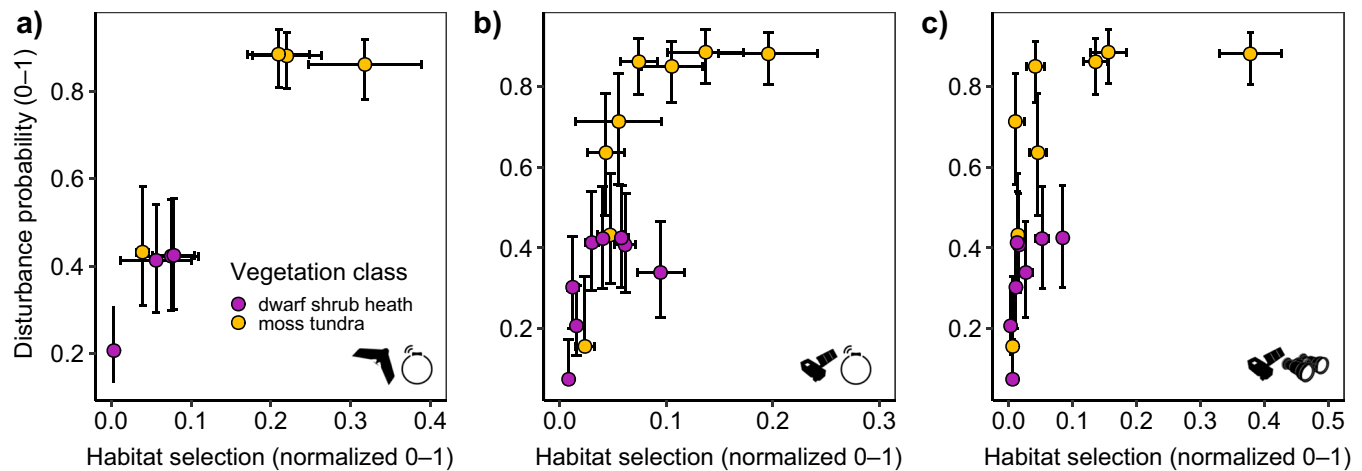 a)
Disturbance probability (0–1)
0.8
0.6
0.4
0.2
Vegetation class
dwarf shrub heath
moss tundra
0.0 0.1 0.2 0.3 0.4
Habitat selection (normalized 0–1)
b)
0.8
0.6
0.4
0.2
0.0 0.1 0.2 0.3
Habitat selection (normalized 0–1)
c)
0.8
0.6
0.4
0.2
0.0 0.1 0.2 0.3 0.4 0.5
Habitat selection (normalized 0–1)